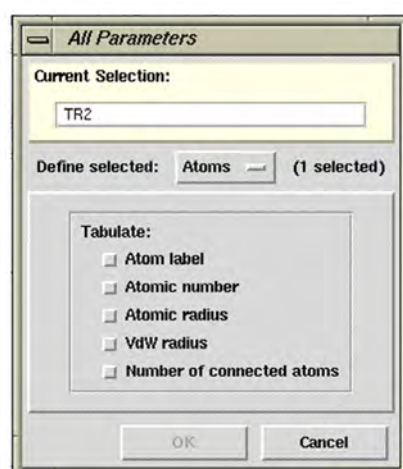 All Parameters
Current Selection:
TR2
Define selected: Atoms (1 selected)
Tabulate:
Atom label
Atomic number
Atomic radius
VdW radius
Number of connected atoms
OK Cancel